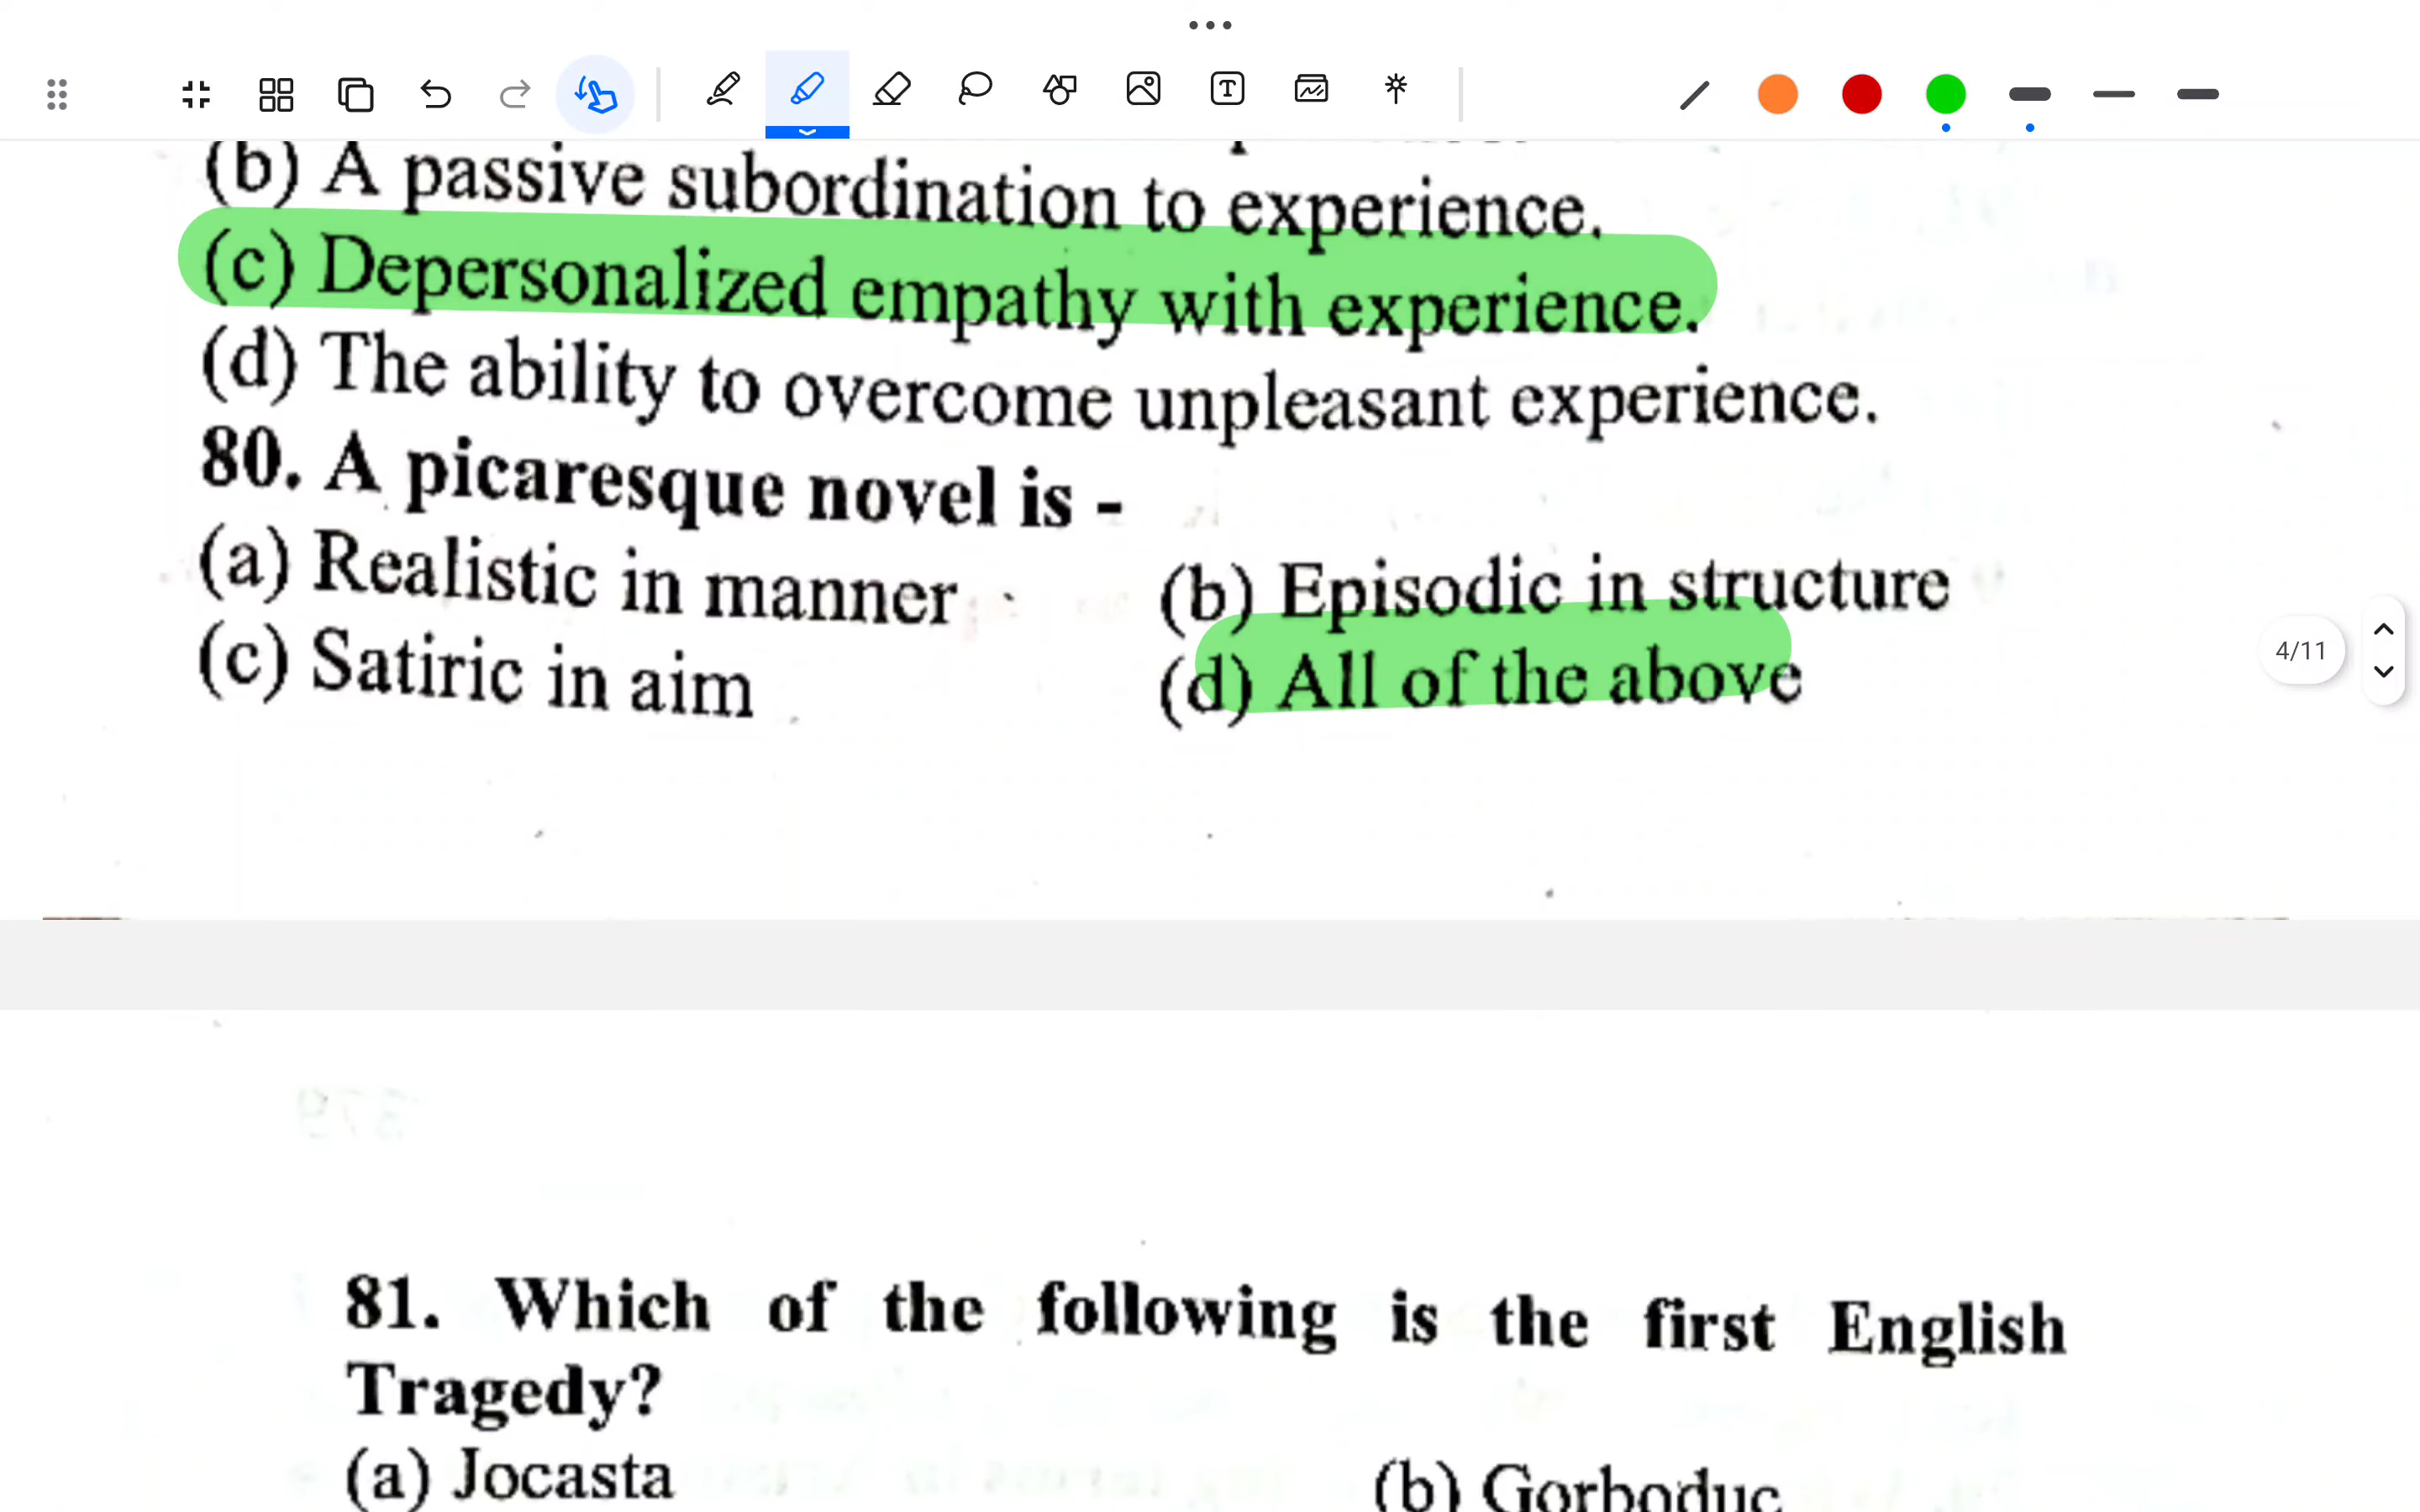 (b) A passive subordination to experience.
(c) Depersonalized empathy with experience.
(d) The ability to overcome unpleasant experience.
80. A picaresque novel is -
(a) Realistic in manner (b) Episodic in structure
(c) Satiric in aim (d) All of the above
4/11
81. Which of the following is the first English
Tragedy?
(a) Jocasta (b) Gorboduc